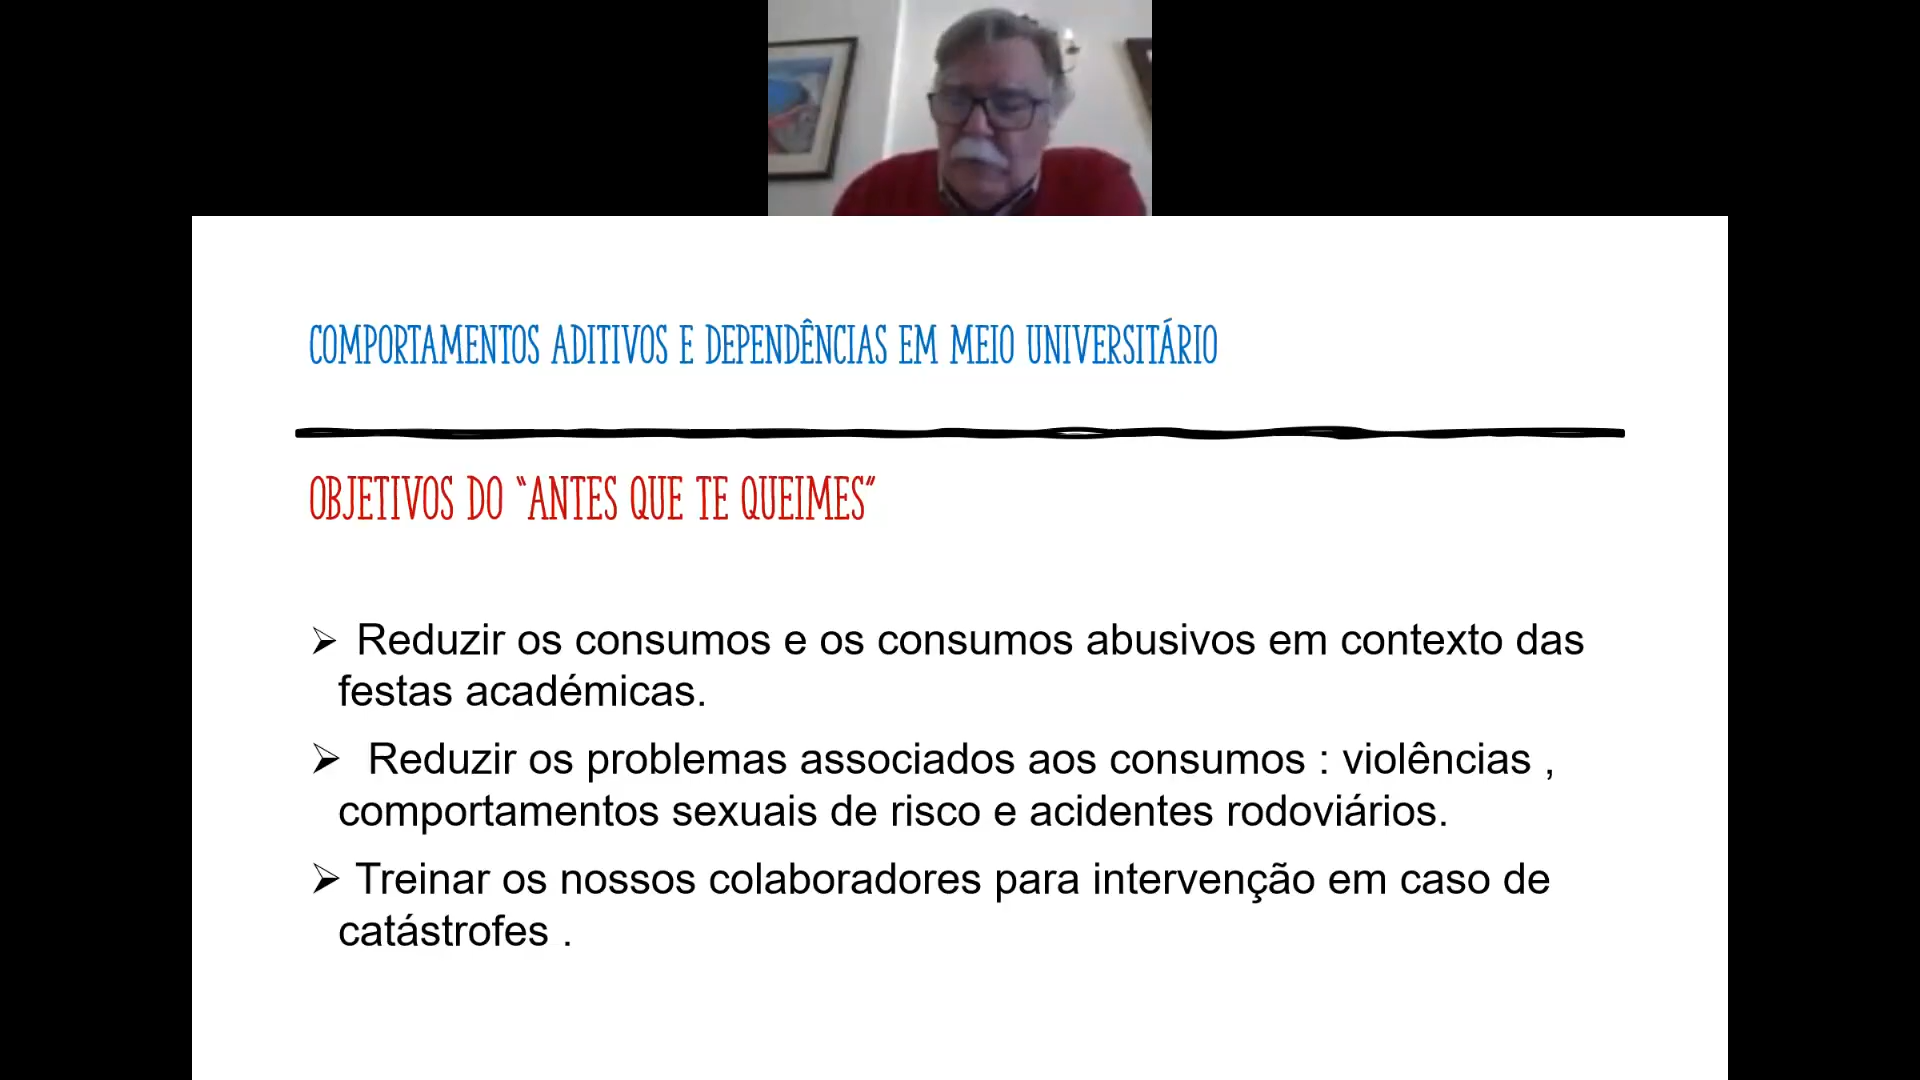 COMPORTAMENTOS ADITIVOS E DEPENDÊNCIAS EM MEIO UNIVERSITÁRIO
OBJETIVOS DO “ANTES QUE TE QUEIMES”
➢ Reduzir os consumos e os consumos abusivos em contexto das
festas académicas.
➢ Reduzir os problemas associados aos consumos : violências ,
comportamentos sexuais de risco e acidentes rodoviários.
➢ Treinar os nossos colaboradores para intervenção em caso de
catástrofes .